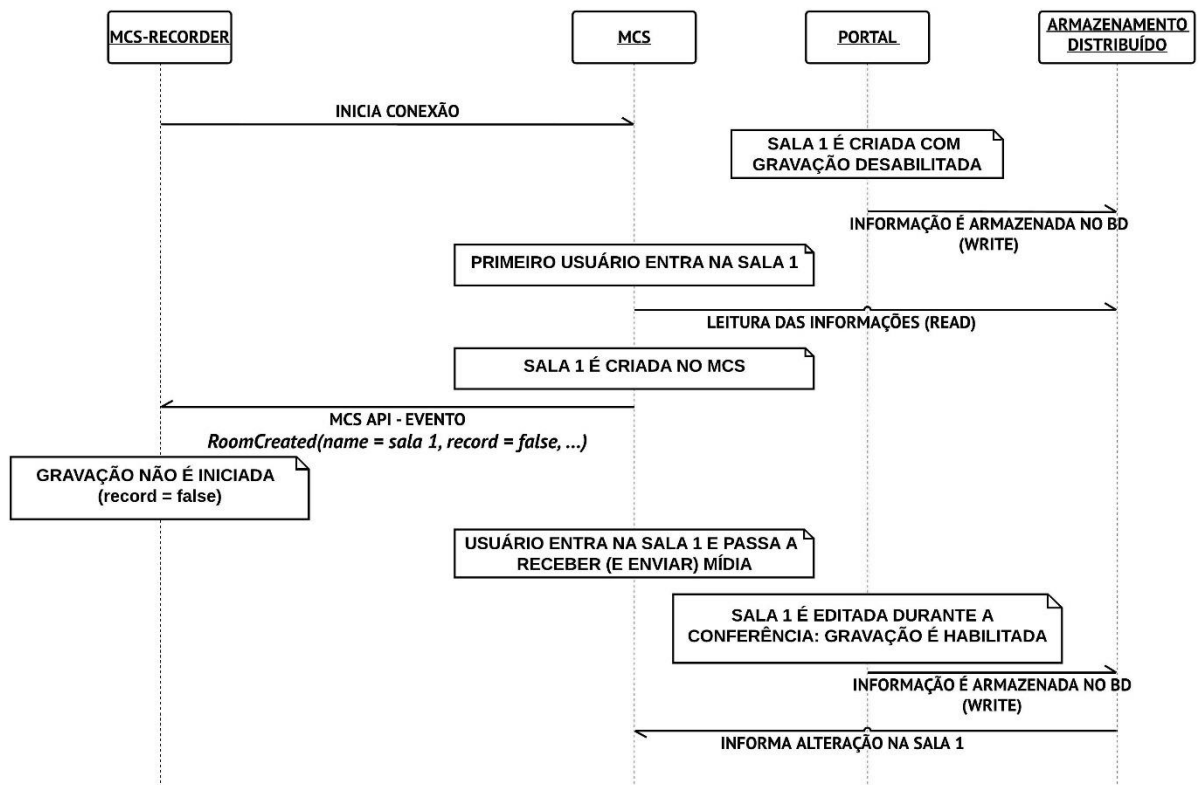 MCS-RECORDER
MCS
PORTAL
ARMAZENAMENTO
DISTRIBUÍDO
INICIA CONEXÃO
SALA 1 É CRIADA COM
GRAVAÇÃO DESABILITADA
INFORMAÇÃO É ARMAZENADA NO BD
(WRITE)
PRIMEIRO USUÁRIO ENTRA NA SALA 1
LEITURA DAS INFORMAÇÕES (READ)
SALA 1 É CRIADA NO MCS
MCS API - EVENTO
RoomCreated(name = sala 1, record = false, ...)
GRAVAÇÃO NÃO É INICIADA
(record = false)
USUÁRIO ENTRA NA SALA 1 E PASSA A
RECEBER (E ENVIAR) MÍDIA
SALA 1 É EDITADA DURANTE A
CONFERÊNCIA: GRAVAÇÃO É HABILITADA
INFORMAÇÃO É ARMAZENADA NO BD
(WRITE)
INFORMA ALTERAÇÃO NA SALA 1